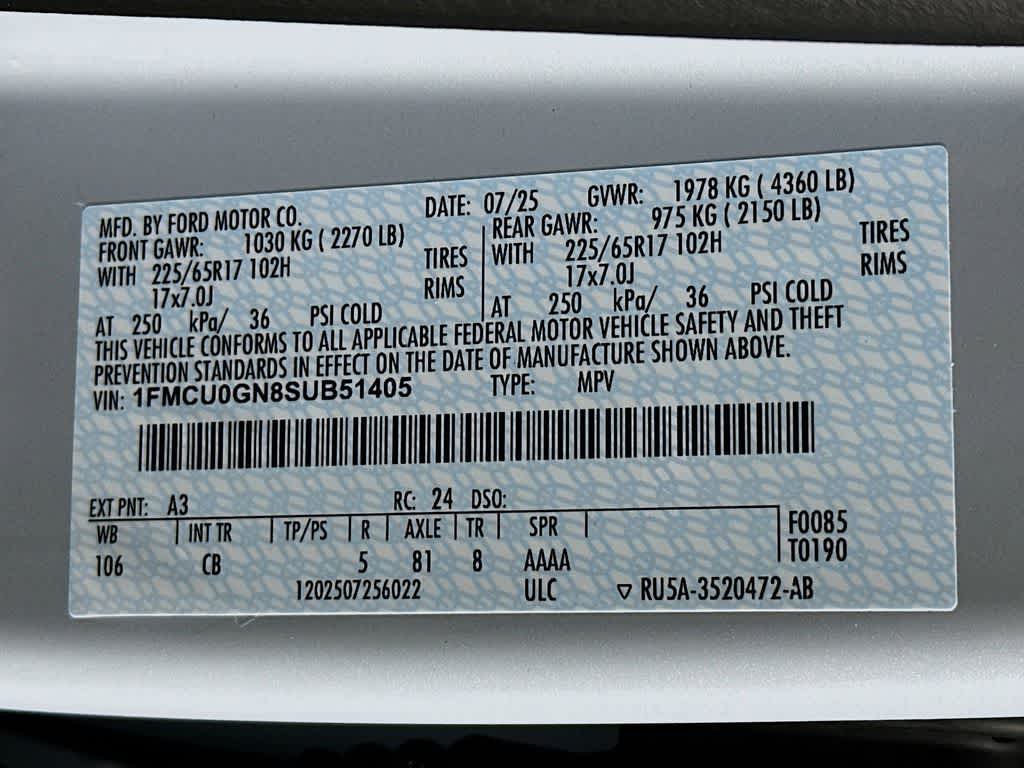 MFD. BY FORD MOTOR CO. DATE: 07/25 GVWR: 1978 KG ( 4360 LB)
FRONT GAWR: 1030 KG ( 2270 LB) REAR GAWR: 975 KG ( 2150 LB)
WITH 225/65R17 102H TIRES WITH 225/65R17 102H TIRES
17x7.0J RIMS 17x7.0J RIMS
AT 250 kPa/ 36 PSI COLD AT 250 kPa/ 36 PSI COLD
THIS VEHICLE CONFORMS TO ALL APPLICABLE FEDERAL MOTOR VEHICLE SAFETY AND THEFT
PREVENTION STANDARDS IN EFFECT ON THE DATE OF MANUFACTURE SHOWN ABOVE.
VIN: 1FMCU0GN8SUB51405 TYPE: MPV
EXT PNT: A3 RC: 24 DSO:
WB | INT TR | TP/PS | R | AXLE | TR | SPR | F0085
106 CB 5 81 8 AAAA T0190
1202507256022 ULC ▽ RU5A-3520472-AB